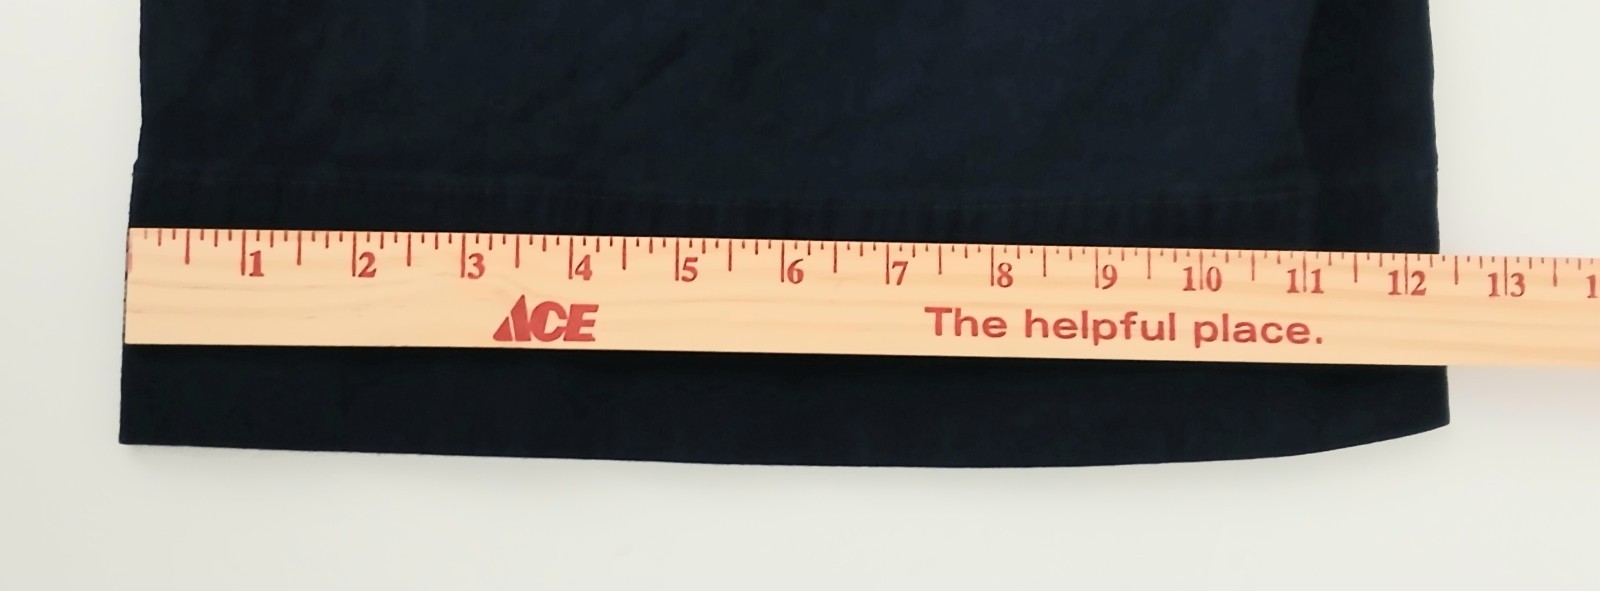 1 2 3 4 5 6 7 8 9 10 11 12 13
ACE The helpful place.